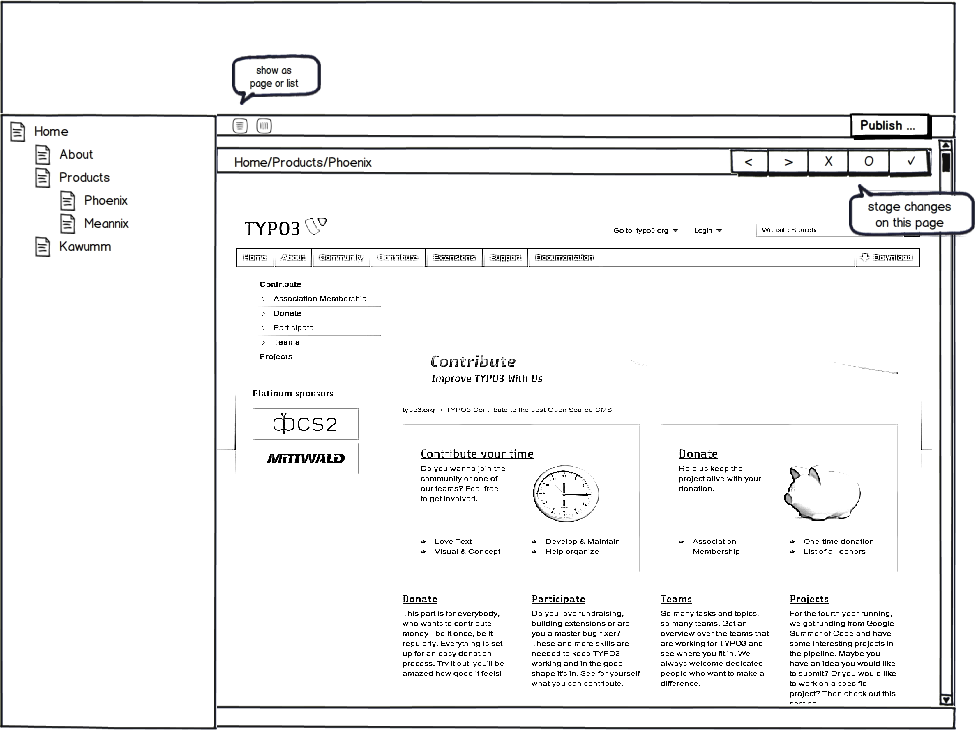 show as
page or list
Publish ...
Home
About
Products
Phoenix
Meannix
Kawumm
Home/Products/Phoenix
< > X O ✓
stage changes
on this page
TYPO3
Go to typo3.org Login
Home About Community Contribute Extensions Support Documentation Download
Contribute
Association Membership
Donate
Participate
Teams
Projects
Contribute
Improve TYPO3 With Us
Platinum sponsors
typo3.org
DCS2
MITTWALD
Contribute your time
Do you want to join the
community or one of
our teams? Feel free
to get involved.
Love Text
Visual & Concept
Develop & Maintain
Help organize
Donate
Help us keep the
project alive with your
donation.
Association
Membership
One time donation
List of all donors
Donate
This part is for everybody,
who wants to contribute
money - be it once, be it
regularly. Everything is set
up for an easy donation
process. Try it out, you'll be
amazed how good it feels!
Participate
Do you love fundraising,
building extensions or are
you a master bug fixer?
These and more skills are
needed to keep TYPO3
working and in the good
shape it's in. See for yourself
what you can contribute.
Teams
So many tasks and topics,
so many teams. Get an
overview over the teams that
are working for TYPO3 and
see where you fit in. We
always welcome dedicated
people who want to make a
difference.
Projects
For the fourth year running,
we got funding from Google
Summer of Code and have
some interesting projects in
the pipeline. Maybe you
have an idea you would like
to submit? Or you would like
to work on a specific
project? Then check out this